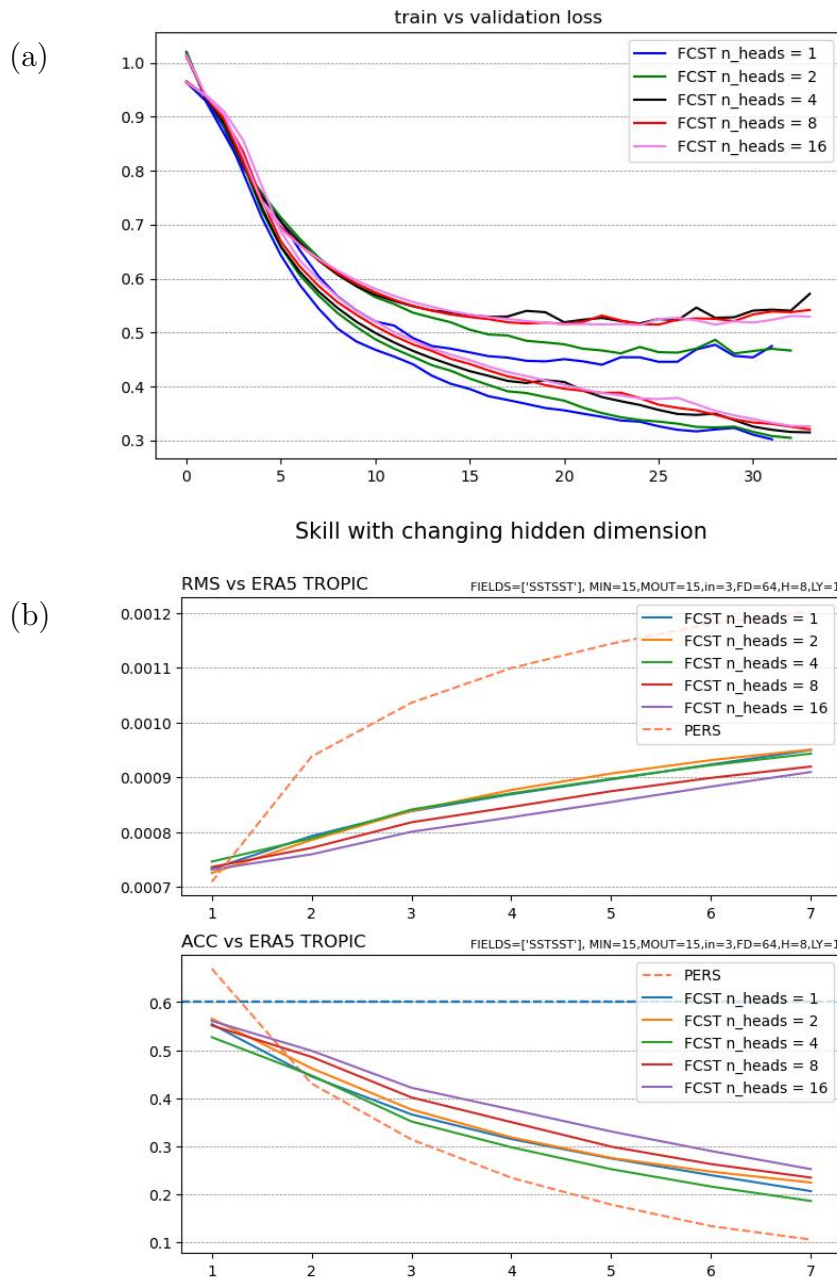 train vs validation loss
(a)
FCST n_heads = 1
FCST n_heads = 2
FCST n_heads = 4
FCST n_heads = 8
FCST n_heads = 16
1.0
0.9
0.8
0.7
0.6
0.5
0.4
0.3
0 5 10 15 20 25 30
Skill with changing hidden dimension
(b)
RMS vs ERA5 TROPIC
FIELDS=['SSTSST'], MIN=15,MOUT=15,in=3,FD=64,H=8,LY=1
FCST n_heads = 1
FCST n_heads = 2
FCST n_heads = 4
FCST n_heads = 8
FCST n_heads = 16
PERS
0.0012
0.0011
0.0010
0.0009
0.0008
0.0007
1 2 3 4 5 6 7
ACC vs ERA5 TROPIC
FIELDS=['SSTSST'], MIN=15,MOUT=15,in=3,FD=64,H=8,LY=1
PERS
FCST n_heads = 1
FCST n_heads = 2
FCST n_heads = 4
FCST n_heads = 8
FCST n_heads = 16
0.6
0.5
0.4
0.3
0.2
0.1
1 2 3 4 5 6 7